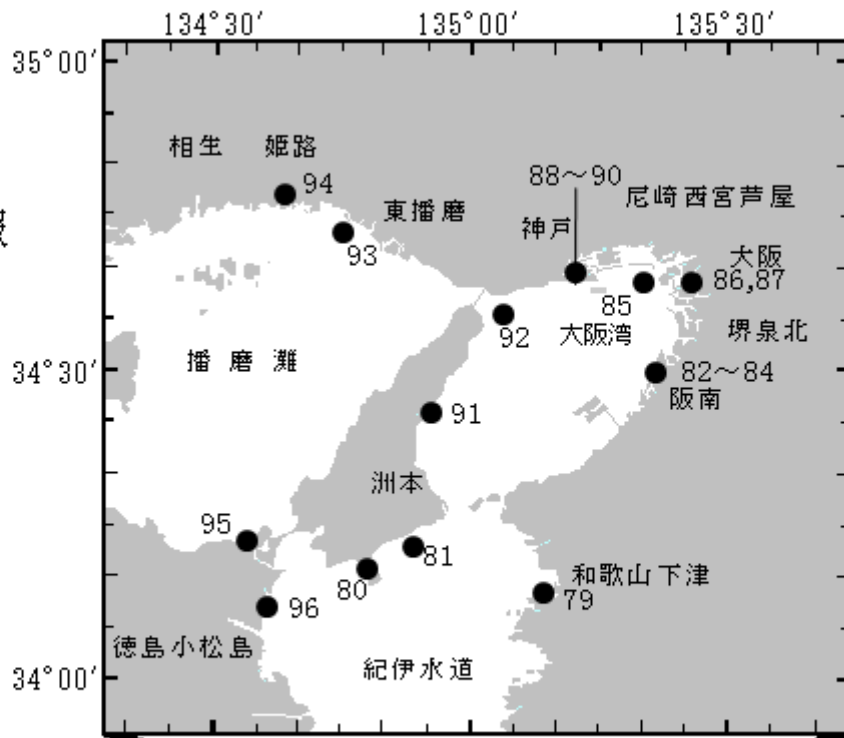 134°30′ 135°00′ 135°30′
35°00′
相生 姫路
94
東播磨
93
88～90
尼崎西宮芦屋
神戸
大阪
86,87
85
92
大阪湾
堺泉北
播磨灘
34°30′
82～84
阪南
91
洲本
95
81
80
和歌山下津
79
96
徳島小松島
紀伊水道
34°00′